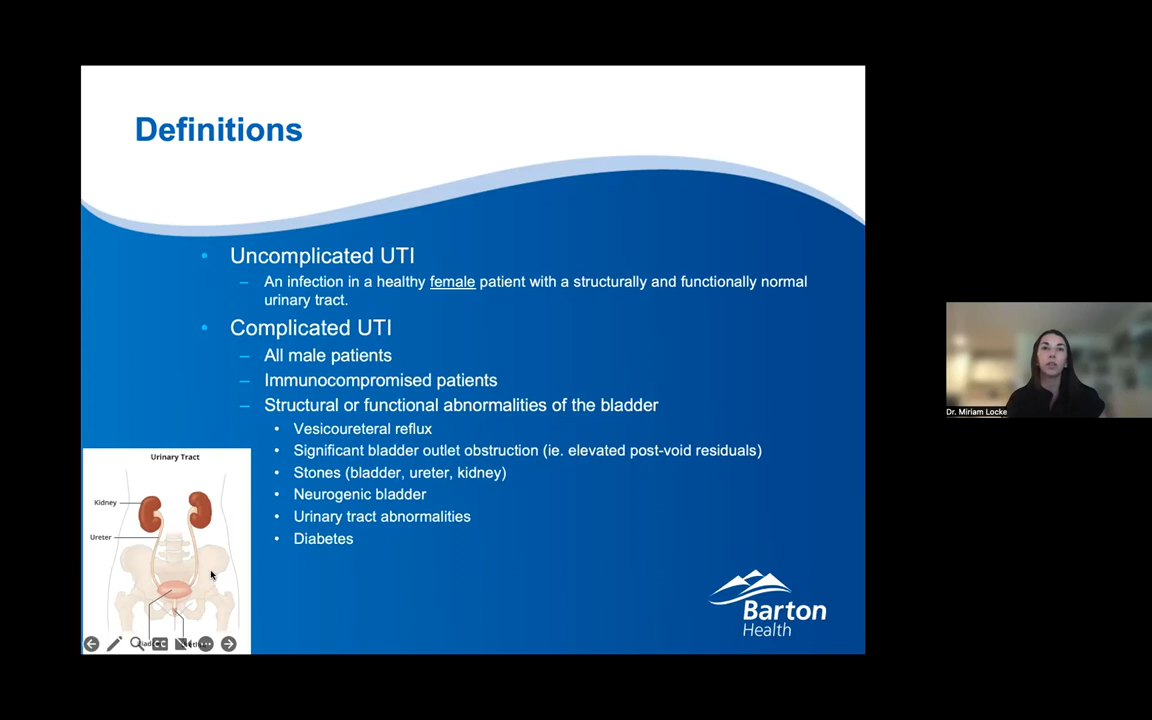 Definitions
• Uncomplicated UTI
– An infection in a healthy female patient with a structurally and functionally normal
urinary tract.
• Complicated UTI
– All male patients
– Immunocompromised patients
– Structural or functional abnormalities of the bladder
• Vesicoureteral reflux
• Significant bladder outlet obstruction (ie. elevated post-void residuals)
• Stones (bladder, ureter, kidney)
• Neurogenic bladder
• Urinary tract abnormalities
• Diabetes
Urinary Tract
Kidney
Ureter
CC
Barton
Health
Dr. Miriam Locke